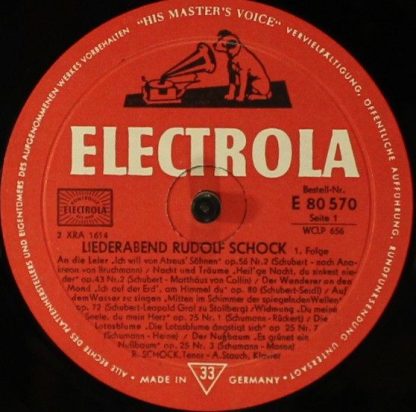 "HIS MASTER'S VOICE"
VERVIELFÄLTIGUNG, ÖFFENTLICHE AUFFÜHRUNG, RUNDFUNKSENDUNG UNTERSAGT
ALLE RECHTE DES HERSTELLERS UND EIGENTÜMERS DES AUFGENOMMENEN WERKES VORBEHALTEN
ELECTROLA
ELECTROLA
Bestell-Nr.
E 80 570
Seite 1
2 XRA 1614
WCLP 656
LIEDERABEND RUDOLF SCHOCK 1. Folge
An die Leier „Ich will von Atreus' Söhnen" op.56 Nr.2 (Schubert - nach Ana-
kreon von Bruchmann) / Nacht und Träume „Heil'ge Nacht, du sinkest nie-
der" op.43 Nr.2 (Schubert - Matthäus von Collin) / Der Wanderer an den
Mond „Ich auf der Erd', am Himmel du" op. 80 (Schubert-Seidl) / Auf
dem Wasser zu singen „Mitten im Schimmer der spiegelnden Wellen"
op. 72 (Schubert-Leopold Graf zu Stollberg) / Widmung „Du meine
Seele, du mein Herz" op. 25 Nr. 1 (Schumann - Rückert) / Die
Lotosblume „Die Lotosblume ängstigt sich" op. 25 Nr. 7
(Schumann - Heine) / Der Nußbaum „Es grünet ein
Nußbaum" op. 25 Nr. 3 (Schumann - Mosen)
R. SCHOCK, Tenor - A. Stauch, Klavier
MADE IN 33 GERMANY